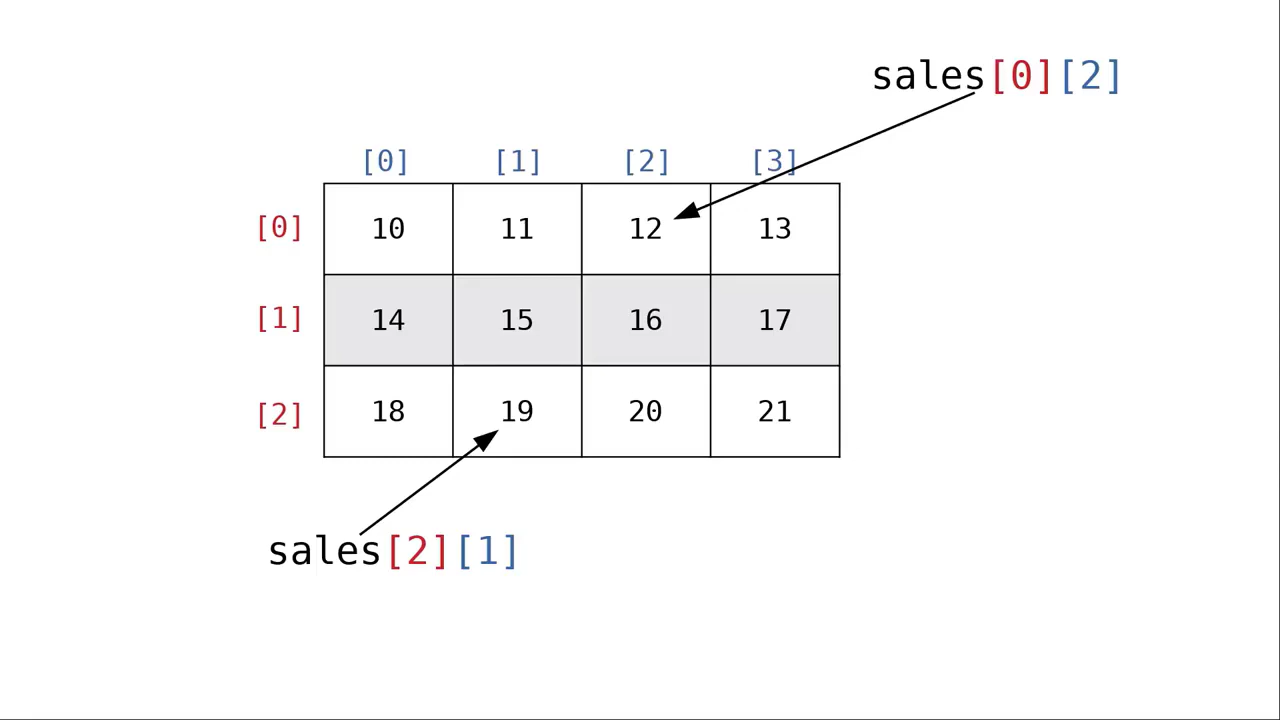 sales[0][2]
[0] [1] [2] [3]
[0] 10 11 12 13
[1] 14 15 16 17
[2] 18 19 20 21
sales[2][1]